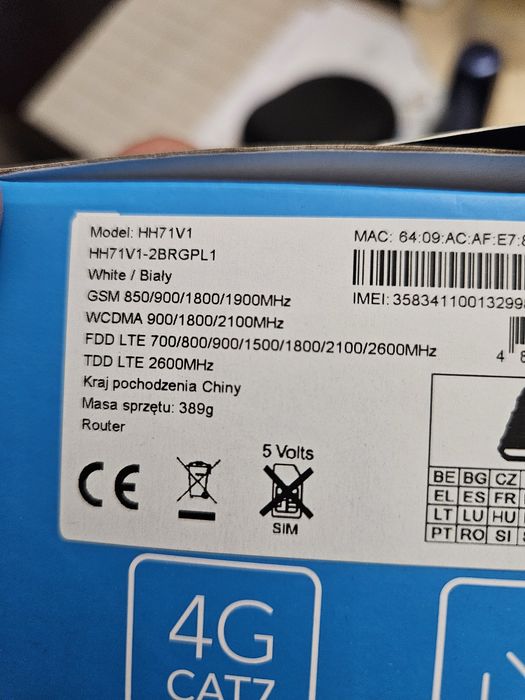 Model: HH71V1
HH71V1-2BRGPL1
White / Biały
GSM 850/900/1800/1900MHz
WCDMA 900/1800/2100MHz
FDD LTE 700/800/900/1500/1800/2100/2600MHz
TDD LTE 2600MHz
Kraj pochodzenia Chiny
Masa sprzętu: 389g
Router
MAC: 64:09:AC:AF:E7:
IMEI: 35834110013299
4
CE
5 Volts
SIM
BE BG CZ
EL ES FR
LT LU HU
PT RO SI
4G
CAT7